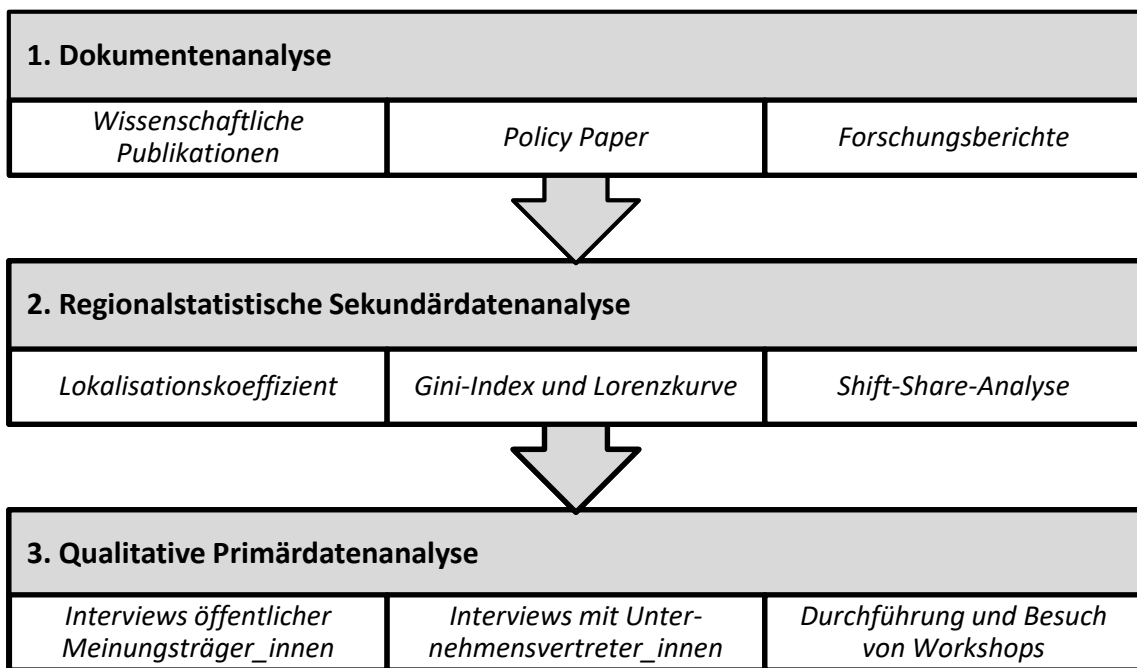 1. Dokumentenanalyse
Wissenschaftliche
Publikationen
Policy Paper
Forschungsberichte
2. Regionalstatistische Sekundärdatenanalyse
Lokalisationskoeffizient
Gini-Index und Lorenzkurve
Shift-Share-Analyse
3. Qualitative Primärdatenanalyse
Interviews öffentlicher
Meinungsträger_innen
Interviews mit Unter-
nehmensvertreter_innen
Durchführung und Besuch
von Workshops